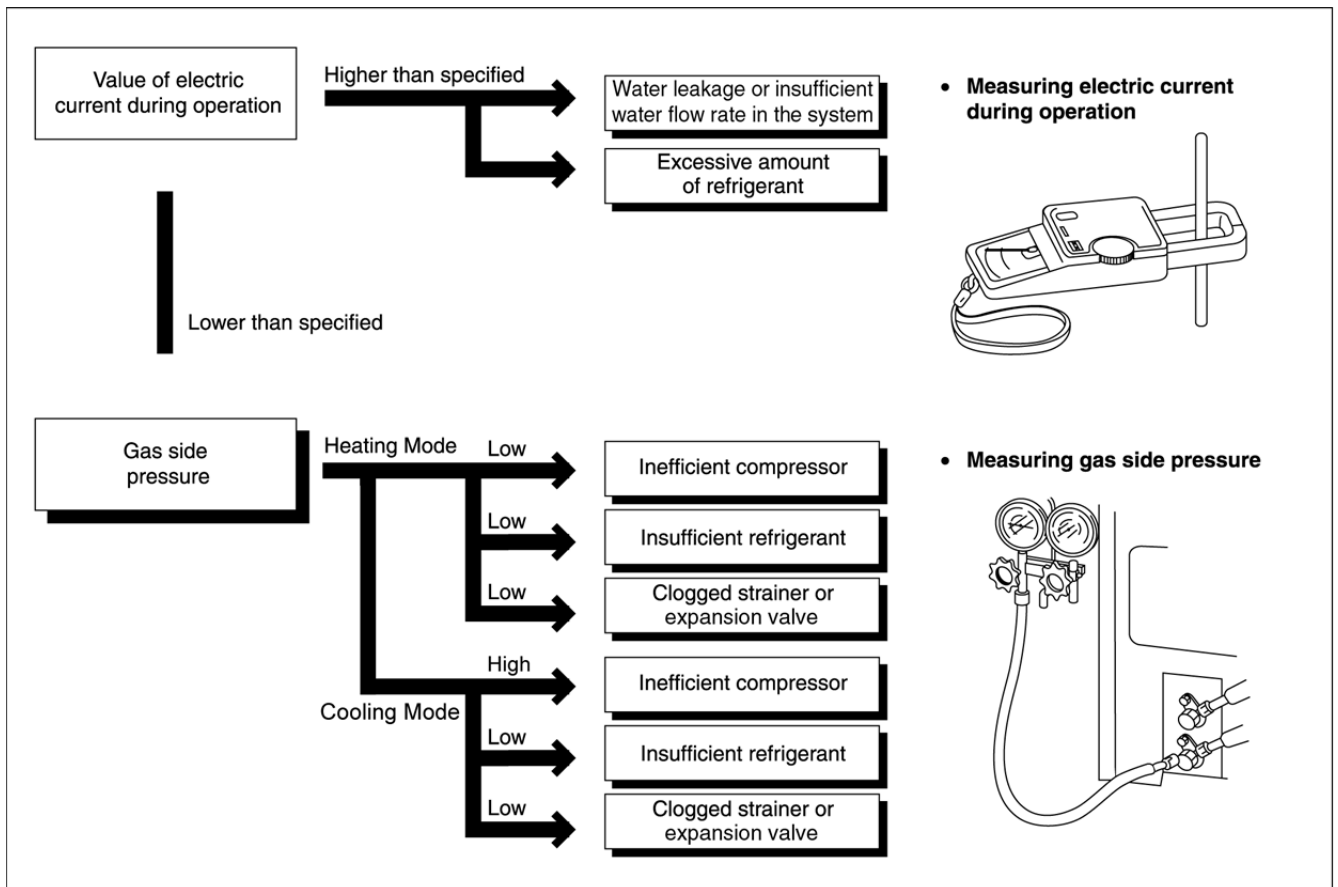 Value of electric
current during operation
Higher than specified
Water leakage or insufficient
water flow rate in the system
Excessive amount
of refrigerant
• Measuring electric current
during operation
Lower than specified
Gas side
pressure
Heating Mode
Low
Inefficient compressor
Low
Insufficient refrigerant
Low
Clogged strainer or
expansion valve
Cooling Mode
High
Inefficient compressor
Low
Insufficient refrigerant
Low
Clogged strainer or
expansion valve
• Measuring gas side pressure